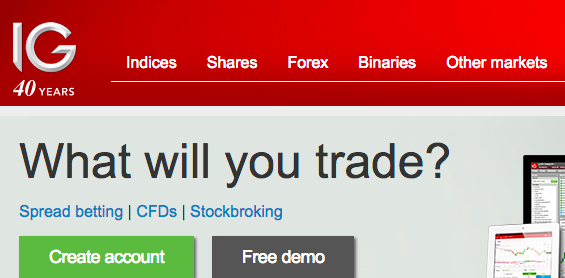 IG
40 YEARS
Indices Shares Forex Binaries Other markets
What will you trade?
Spread betting | CFDs | Stockbroking
Create account Free demo